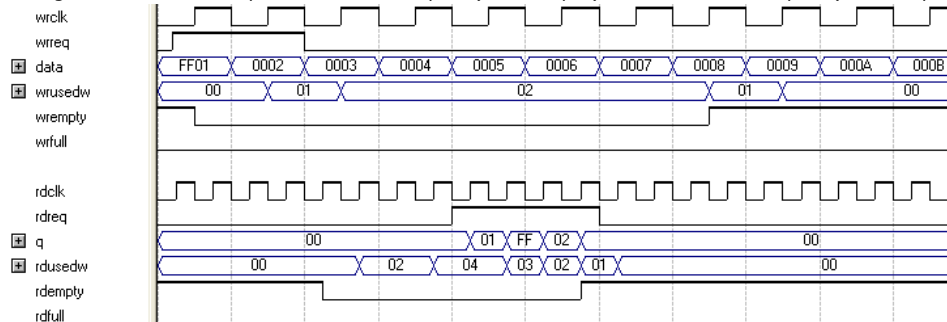 wrclk
wrreq
data FF01 0002 0003 0004 0005 0006 0007 0008 0009 000A 000B
wrusedw 00 01 02 01 00
wrempty
wrfull
rdclk
rdreq
q 00 01 FF 02 00
rdusedw 00 02 04 03 02 01 00
rdempty
rdfull